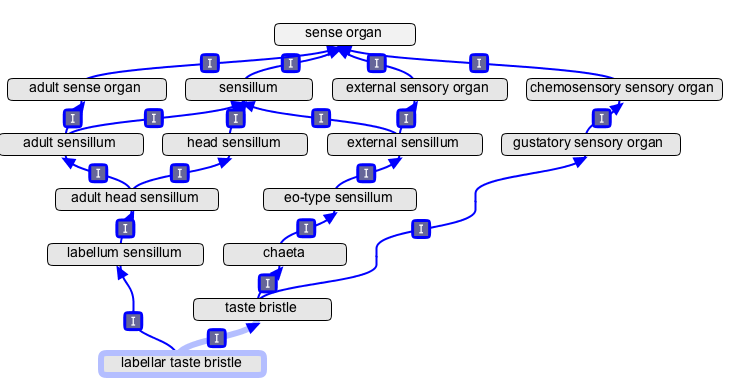 sense organ
I I I I
adult sense organ sensillum external sensory organ chemosensory sensory organ
I I I I I I
adult sensillum head sensillum external sensillum gustatory sensory organ
I I I
adult head sensillum eo-type sensillum
I I I
labellum sensillum chaeta
I
taste bristle
I I
labellar taste bristle